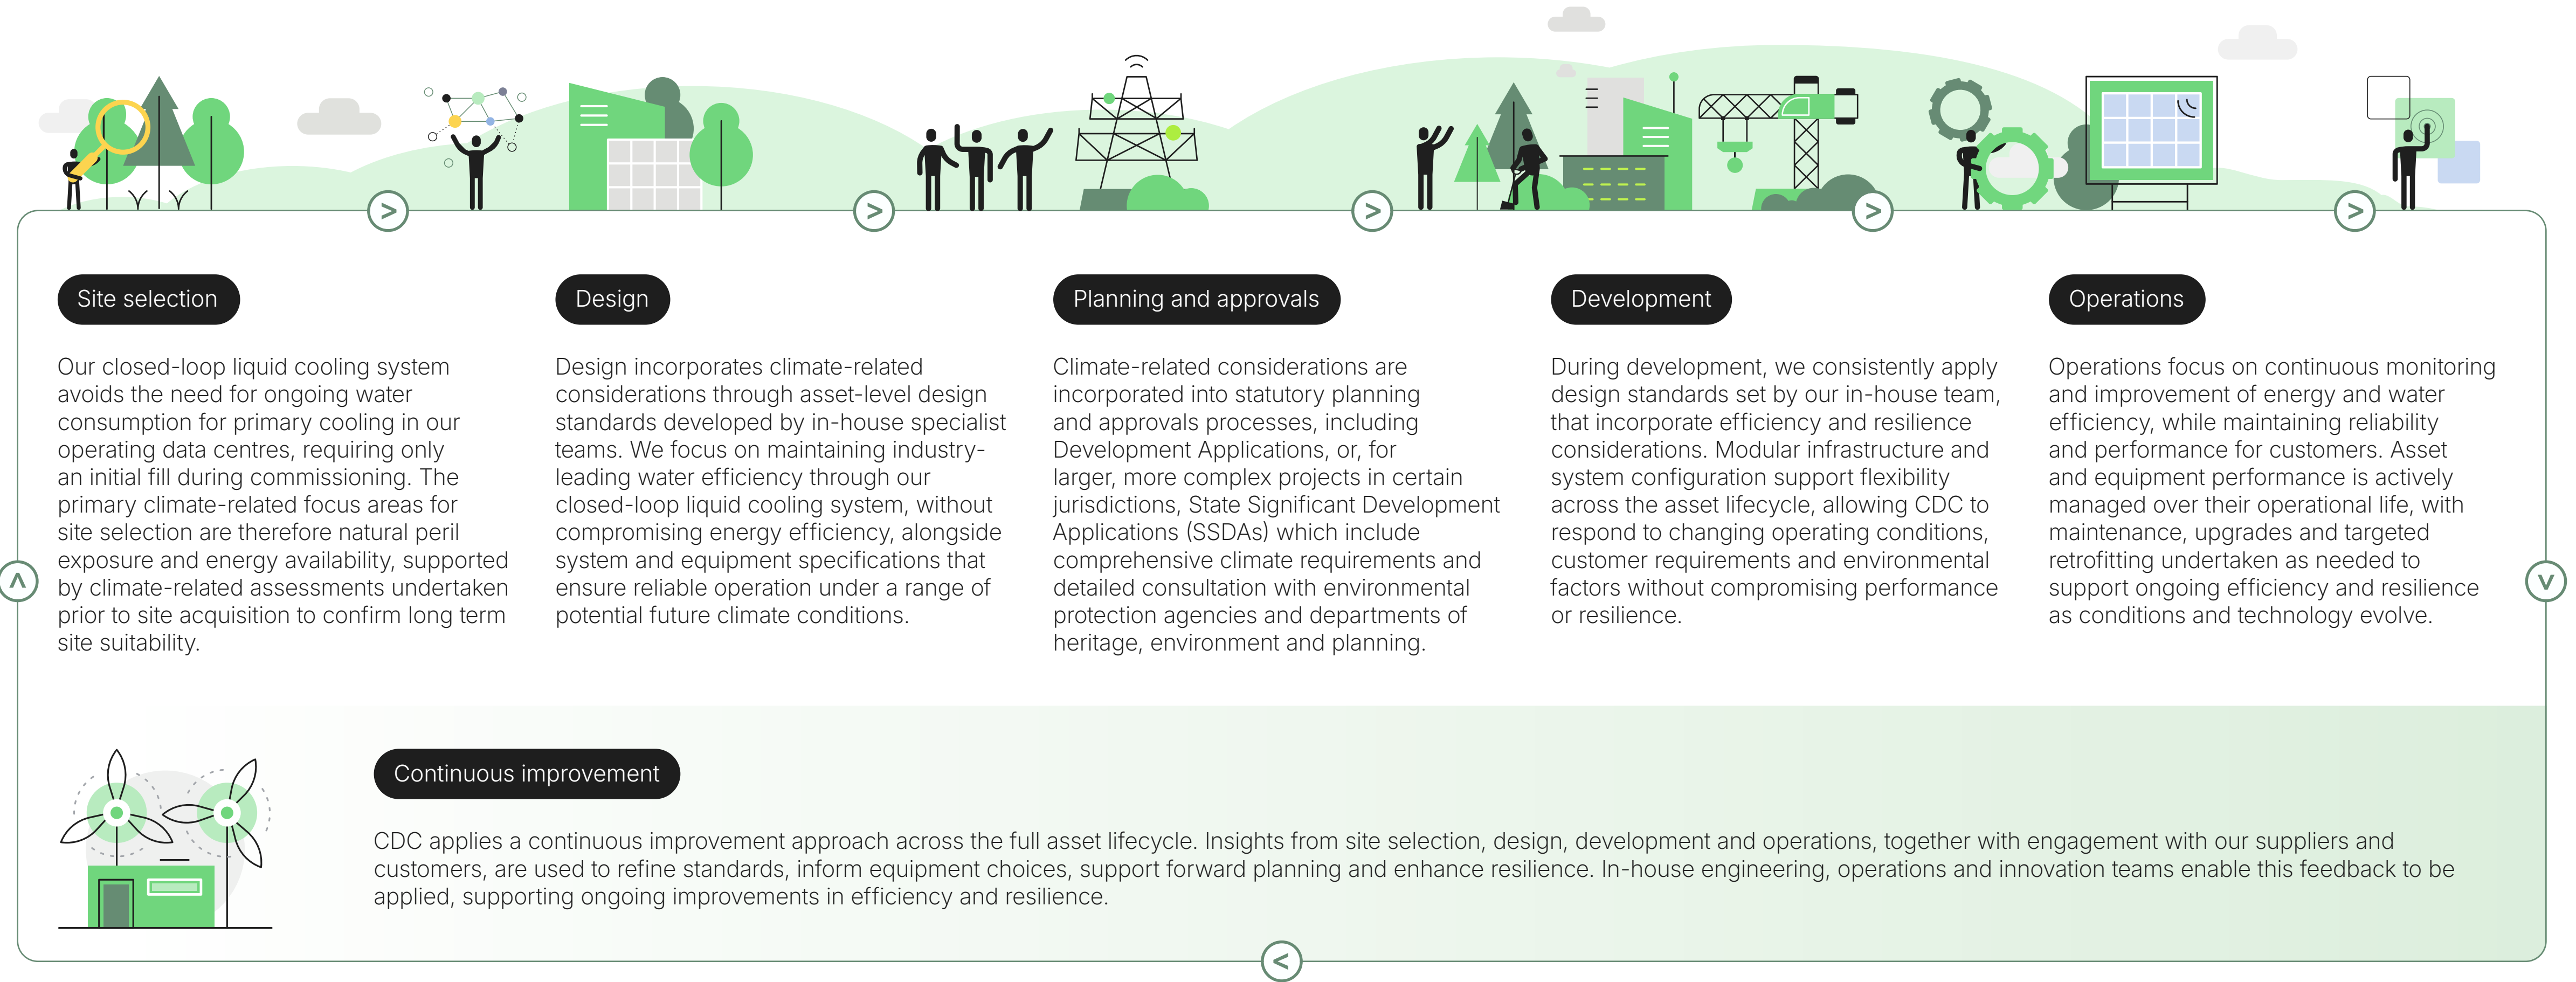 Site selection
Our closed-loop liquid cooling system
avoids the need for ongoing water
consumption for primary cooling in our
operating data centres, requiring only
an initial fill during commissioning. The
primary climate-related focus areas for
site selection are therefore natural peril
exposure and energy availability, supported
by climate-related assessments undertaken
prior to site acquisition to confirm long term
site suitability.
Design
Design incorporates climate-related
considerations through asset-level design
standards developed by in-house specialist
teams. We focus on maintaining industry-
leading water efficiency through our
closed-loop liquid cooling system, without
compromising energy efficiency, alongside
system and equipment specifications that
ensure reliable operation under a range of
potential future climate conditions.
Planning and approvals
Climate-related considerations are
incorporated into statutory planning
and approvals processes, including
Development Applications, or, for
larger, more complex projects in certain
jurisdictions, State Significant Development
Applications (SSDAs) which include
comprehensive climate requirements and
detailed consultation with environmental
protection agencies and departments of
heritage, environment and planning.
Development
During development, we consistently apply
design standards set by our in-house team,
that incorporate efficiency and resilience
considerations. Modular infrastructure and
system configuration support flexibility
across the asset lifecycle, allowing CDC to
respond to changing operating conditions,
customer requirements and environmental
factors without compromising performance
or resilience.
Operations
Operations focus on continuous monitoring
and improvement of energy and water
efficiency, while maintaining reliability
and performance for customers. Asset
and equipment performance is actively
managed over their operational life, with
maintenance, upgrades and targeted
retrofitting undertaken as needed to
support ongoing efficiency and resilience
as conditions and technology evolve.
Continuous improvement
CDC applies a continuous improvement approach across the full asset lifecycle. Insights from site selection, design, development and operations, together with engagement with our suppliers and
customers, are used to refine standards, inform equipment choices, support forward planning and enhance resilience. In-house engineering, operations and innovation teams enable this feedback to be
applied, supporting ongoing improvements in efficiency and resilience.